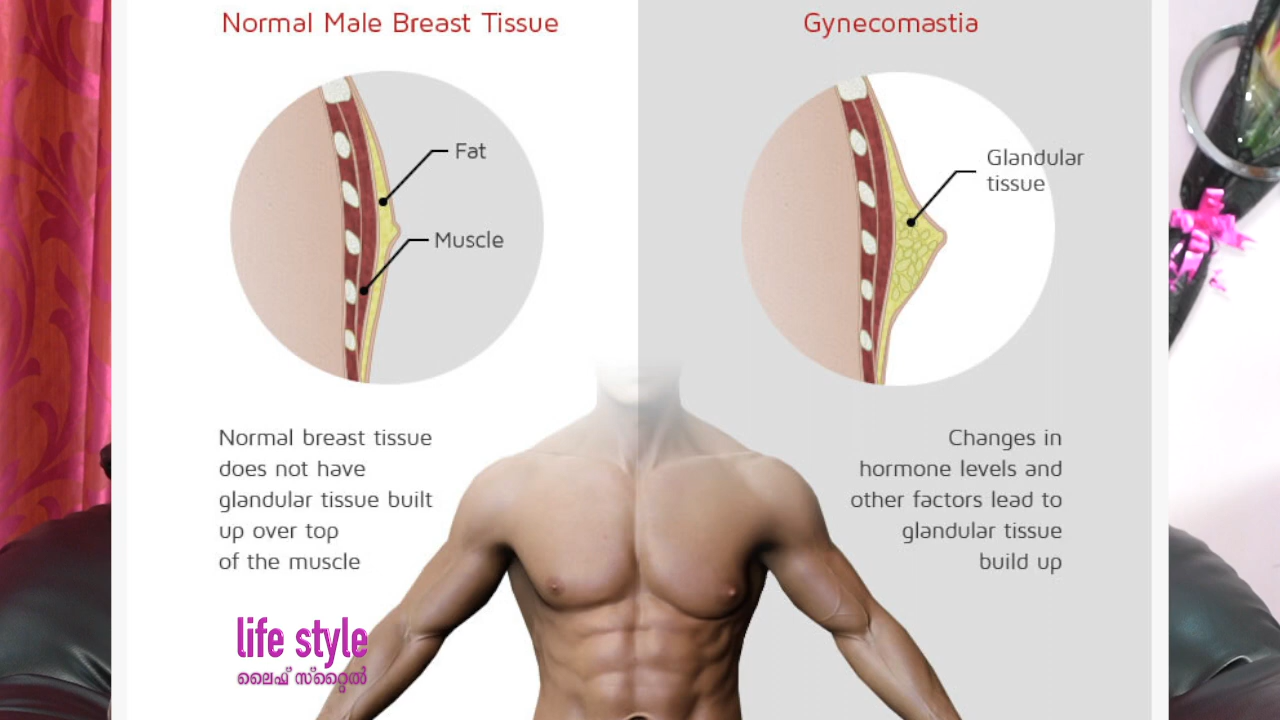 Normal Male Breast Tissue
Fat
Muscle
Normal breast tissue
does not have
glandular tissue built
up over top
of the muscle
Gynecomastia
Glandular
tissue
Changes in
hormone levels and
other factors lead to
glandular tissue
build up
life style
ലൈഫ് സ്റ്റൈൽ